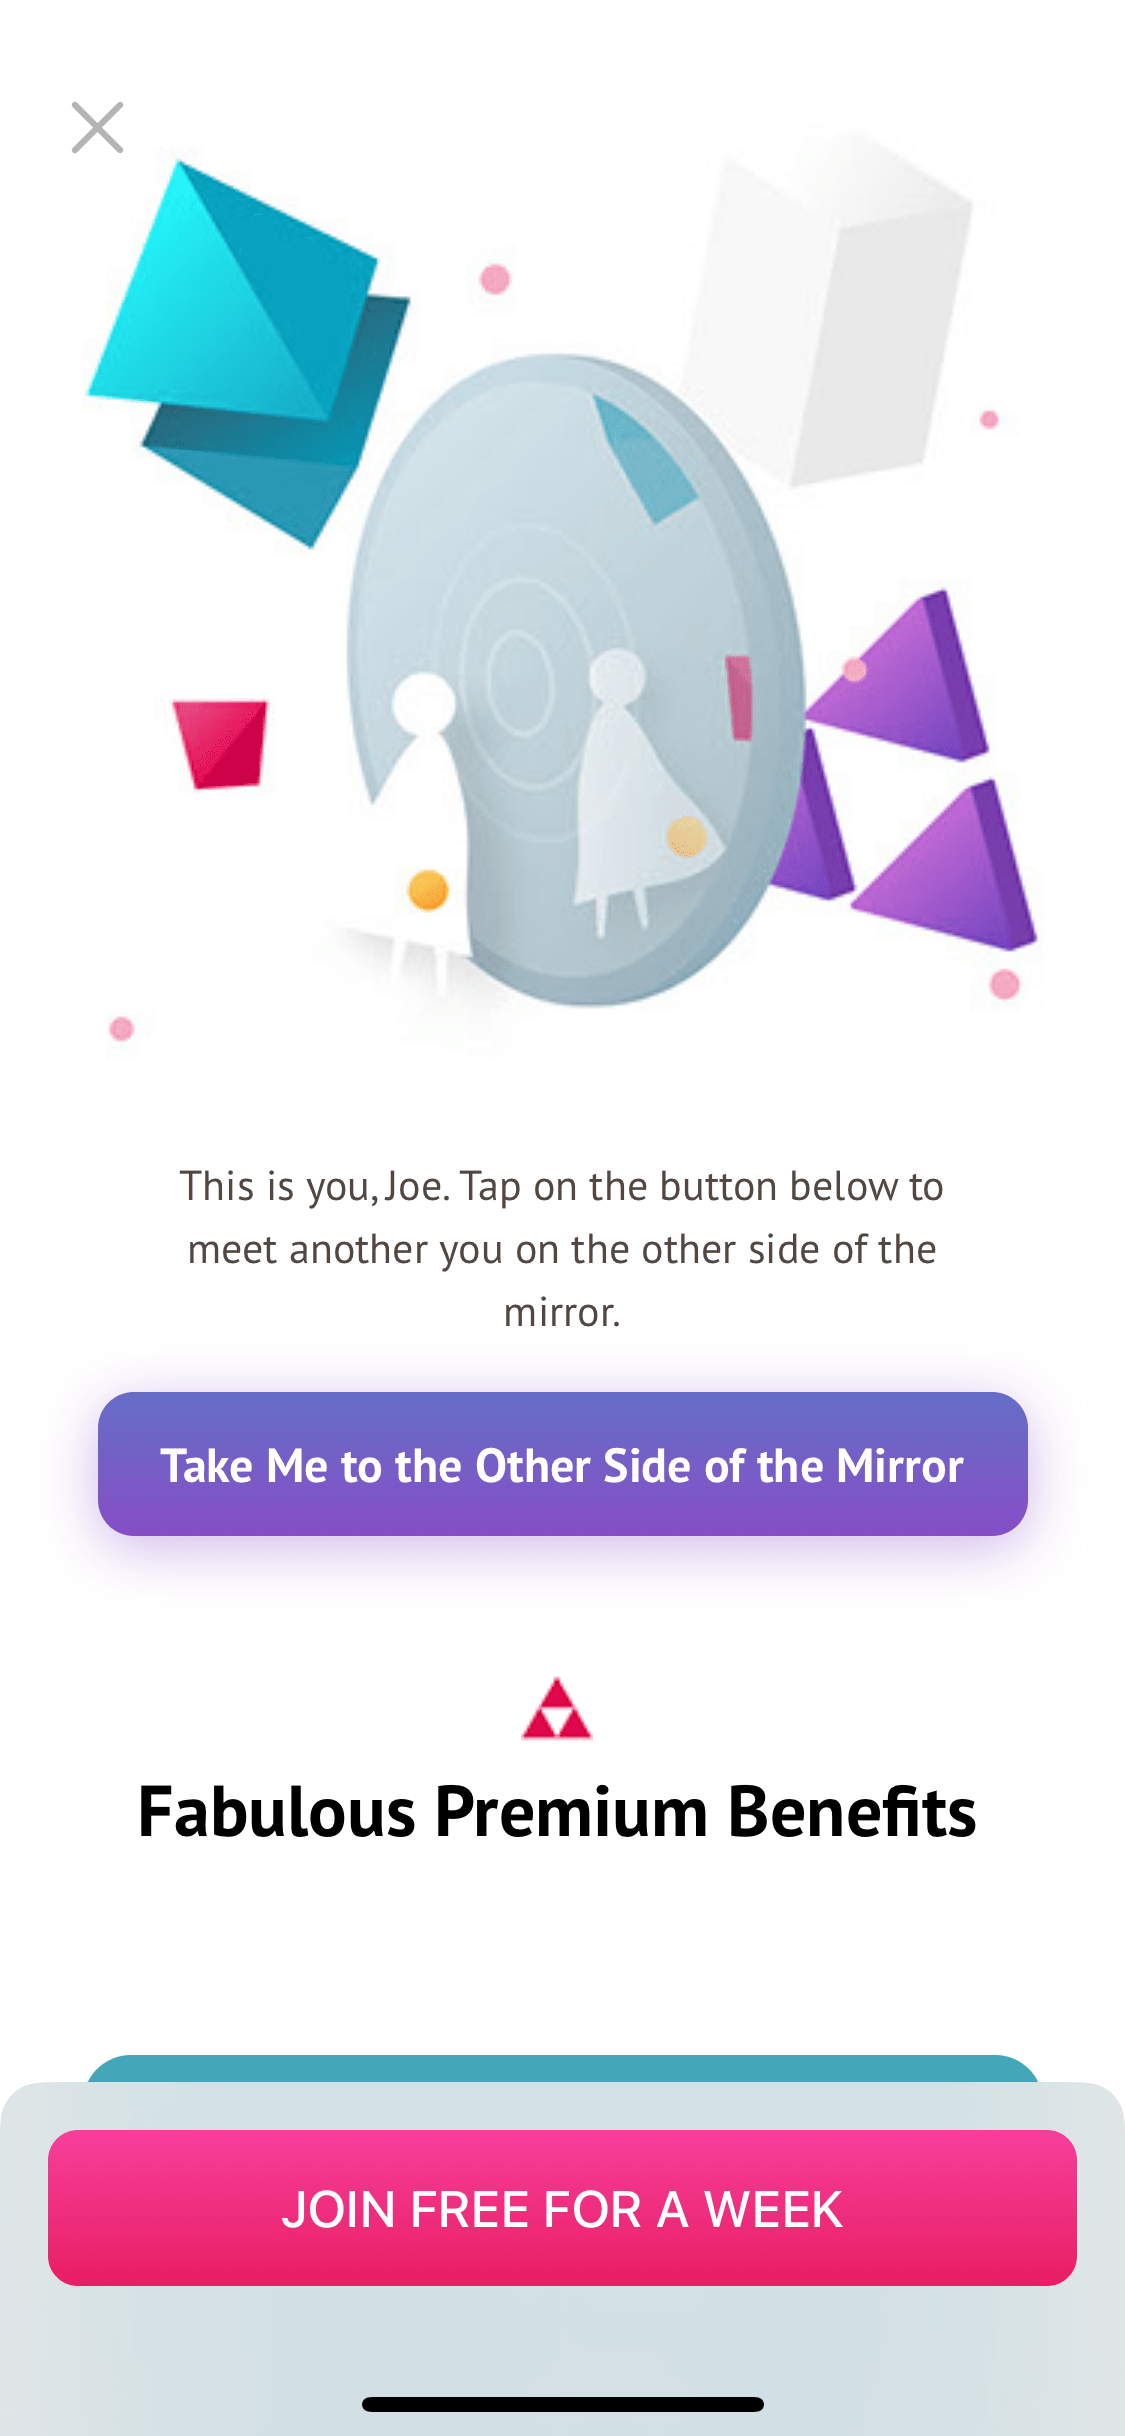 This is you, Joe. Tap on the button below to
meet another you on the other side of the
mirror.
Take Me to the Other Side of the Mirror
Fabulous Premium Benefits
JOIN FREE FOR A WEEK